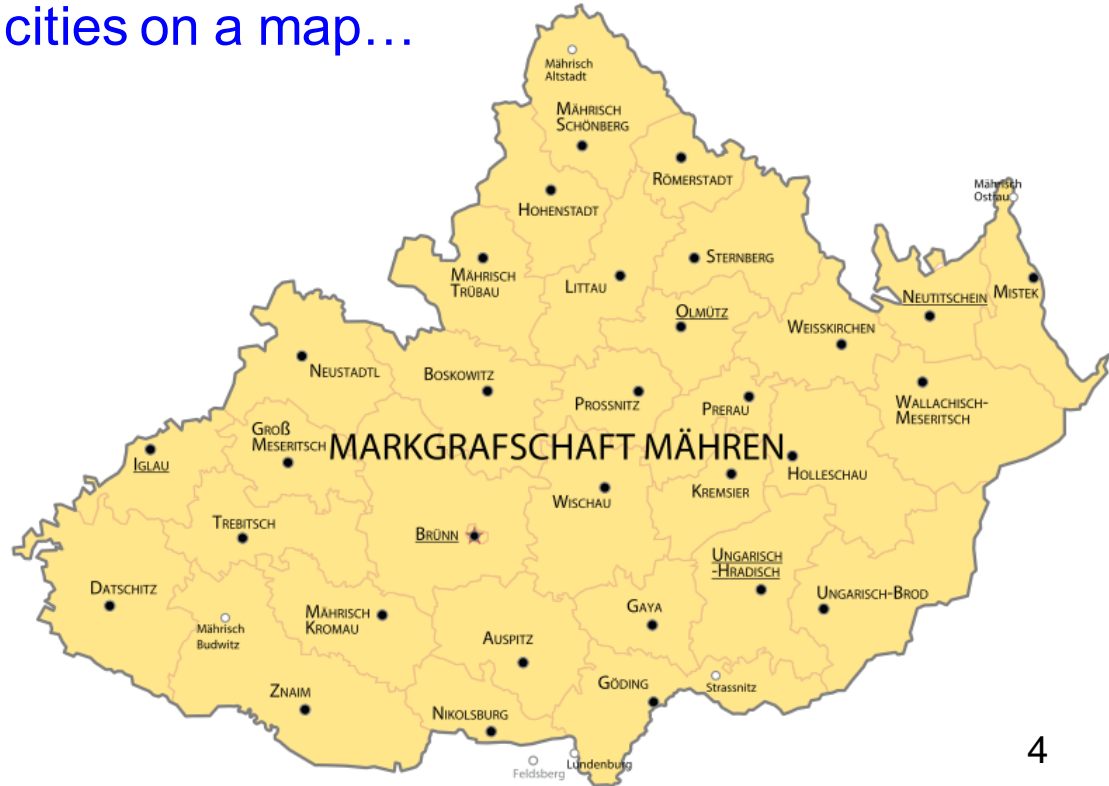 cities on a map…
Mährisch
Altstadt
MÄHRISCH
SCHÖNBERG
RÖMERSTADT
Mährisch
Ostrau
HOHENSTADT
STERNBERG
MÄHRISCH
TRÜBAU
LITTAU
NEUTITSCHEIN
MISTEK
OLMÜTZ
WEISSKIRCHEN
NEUSTADTL
BOSKOWITZ
PROSSNITZ
PRERAU
WALLACHISCH-
MESERITSCH
GROß
MESERITSCH
MARKGRAFSCHAFT MÄHREN
IGLAU
HOLLESCHAU
KREMSIER
WISCHAU
TREBITSCH
BRÜNN
UNGARISCH
-HRADISCH
DATSCHITZ
UNGARISCH-BROD
MÄHRISCH
KROMAU
GAYA
Mährisch
Budwitz
AUSPITZ
ZNAIM
GÖDING
Strassnitz
NIKOLSBURG
Lundenburg
Feldsberg
4